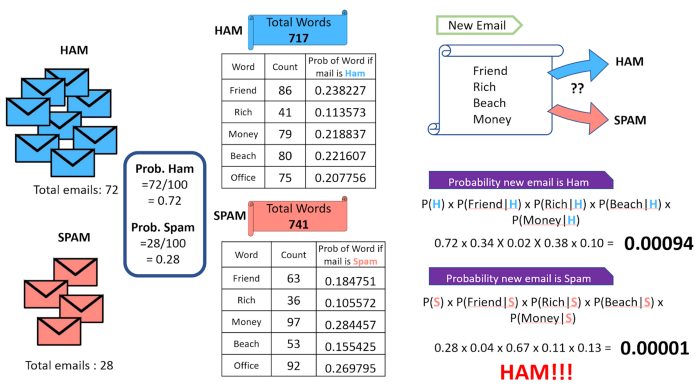 HAM
Total emails: 72
SPAM
Total emails : 28
Prob. Ham
=72/100
= 0.72
Prob. Spam
=28/100
= 0.28
HAM
Total Words
717
Word Count Prob of Word if mail is Ham
Friend 86 0.238227
Rich 41 0.113573
Money 79 0.218837
Beach 80 0.221607
Office 75 0.207756
SPAM
Total Words
741
Word Count Prob of Word if mail is Spam
Friend 63 0.184751
Rich 36 0.105572
Money 97 0.284457
Beach 53 0.155425
Office 92 0.269795
New Email
Friend
Rich
Beach
Money
HAM
??
SPAM
Probability new email is Ham
P(H) x P(Friend|H) x P(Rich|H) x P(Beach|H) x
P(Money|H)
0.72 x 0.34 x 0.02 x 0.38 x 0.10 = 0.00094
Probability new email is Spam
P(S) x P(Friend|S) x P(Rich|S) x P(Beach|S) x
P(Money|S)
0.28 x 0.04 x 0.67 x 0.11 x 0.13 = 0.00001
HAM!!!